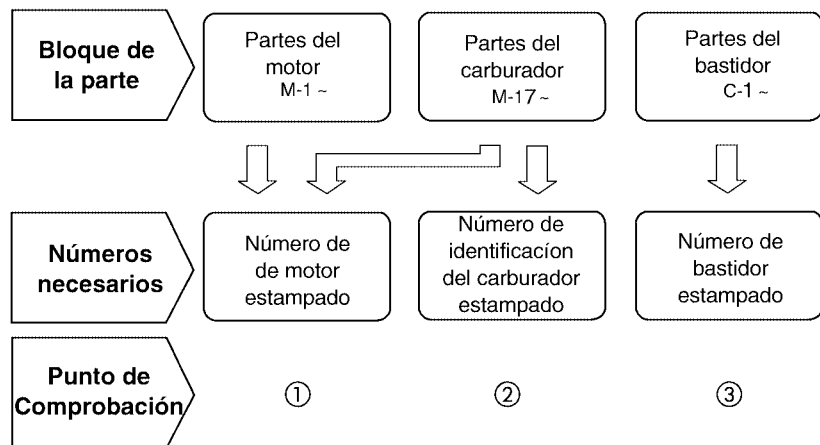 Bloque de
la parte
Partes del
motor
M-1 ~
Partes del
carburador
M-17 ~
Partes del
bastidor
C-1 ~
Números
necesarios
Número de
de motor
estampado
Número de
identificacíon
del carburador
estampado
Número de
bastidor
estampado
Punto de
Comprobación
①
②
③